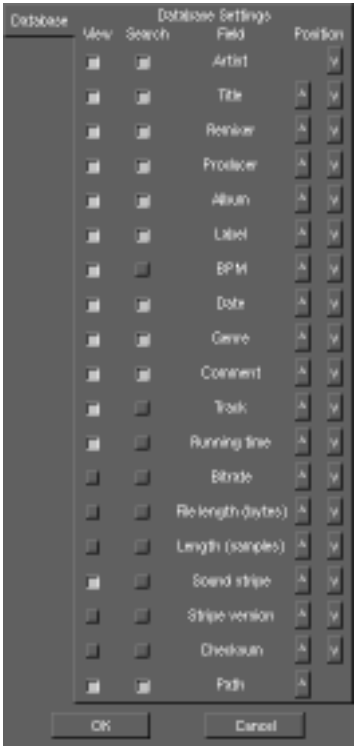 Database
Database Settings
View Search Field Position
Artist v
Title ^ v
Remixer ^ v
Producer ^ v
Album ^ v
Label ^ v
BPM ^ v
Date ^ v
Genre ^ v
Comment ^ v
Track ^ v
Running time ^ v
Bitrate ^ v
File length (bytes) ^ v
Length (samples) ^ v
Sound stripe ^ v
Stripe version ^ v
Checksum ^ v
Path ^
OK Cancel